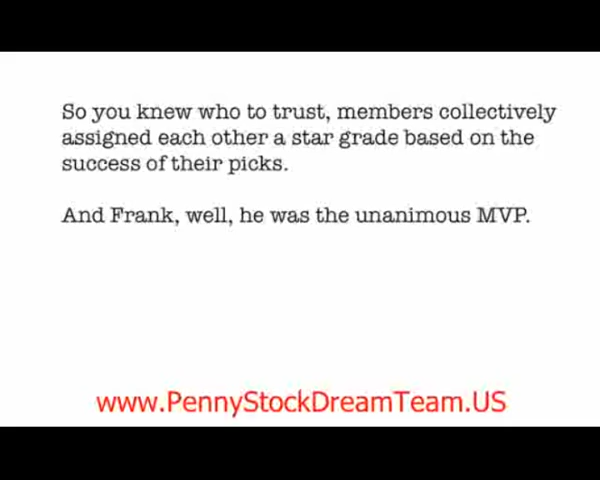 So you knew who to trust, members collectively
assigned each other a star grade based on the
success of their picks.
And Frank, well, he was the unanimous MVP.
www.PennyStockDreamTeam.US